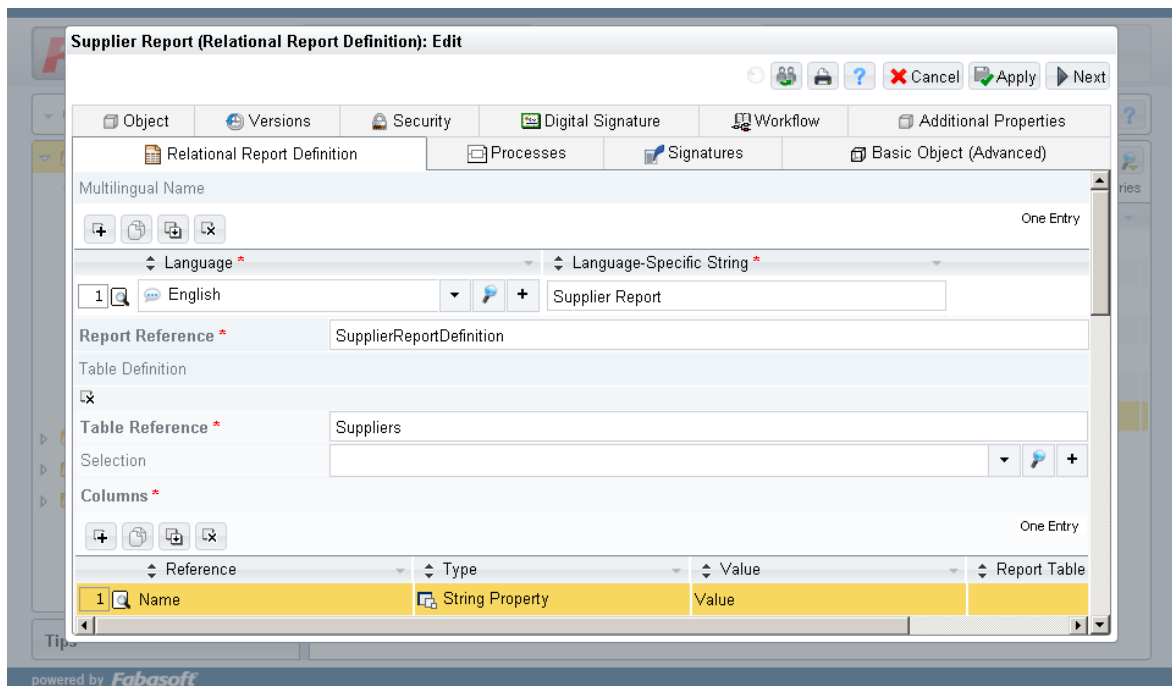 Supplier Report (Relational Report Definition): Edit
? Cancel Apply Next
Object Versions Security Digital Signature Workflow Additional Properties
Relational Report Definition Processes Signatures Basic Object (Advanced)
Multilingual Name
One Entry
Language * Language-Specific String *
1 English Supplier Report
Report Reference * SupplierReportDefinition
Table Definition
Table Reference * Suppliers
Selection
Columns *
One Entry
Reference Type Value Report Table
1 Name String Property Value
Tips
powered by Fabasoft